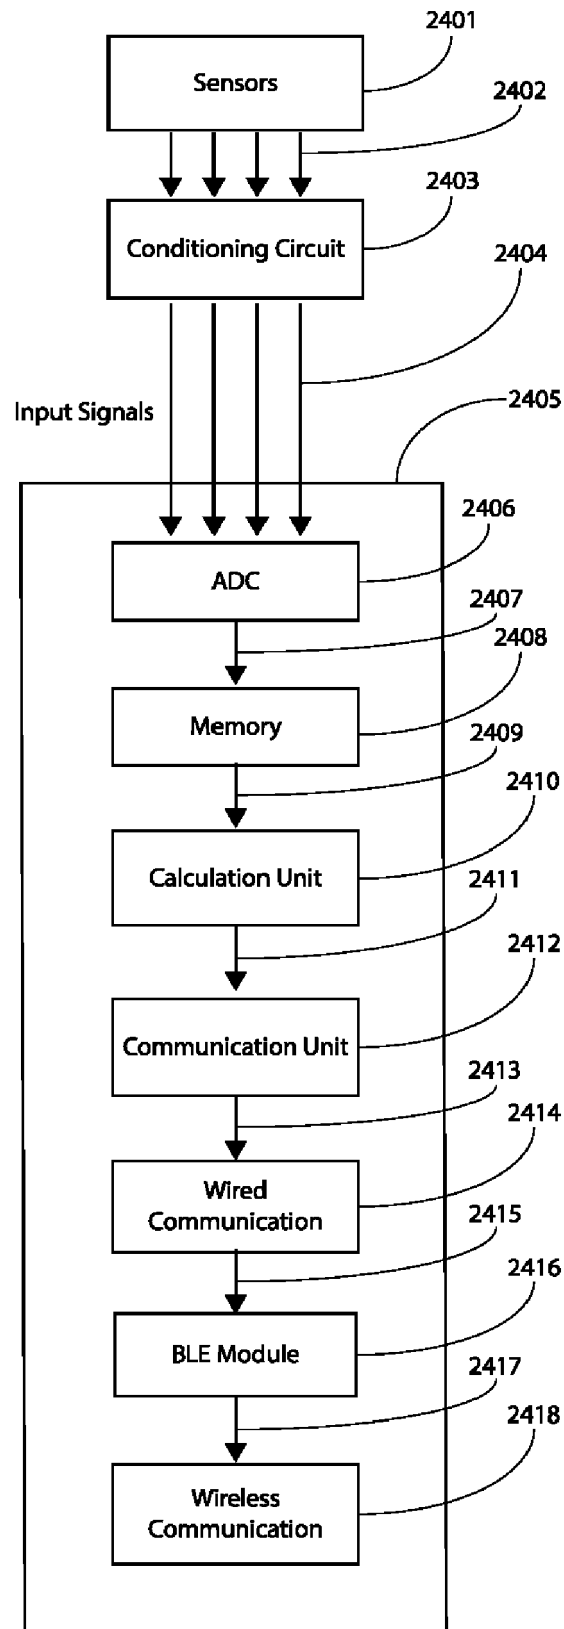 2401
Sensors
2402
2403
Conditioning Circuit
2404
2405
Input Signals
2406
ADC
2407
2408
Memory
2409
2410
Calculation Unit
2411
2412
Communication Unit
2413
2414
Wired
Communication
2415
2416
BLE Module
2417
2418
Wireless
Communication